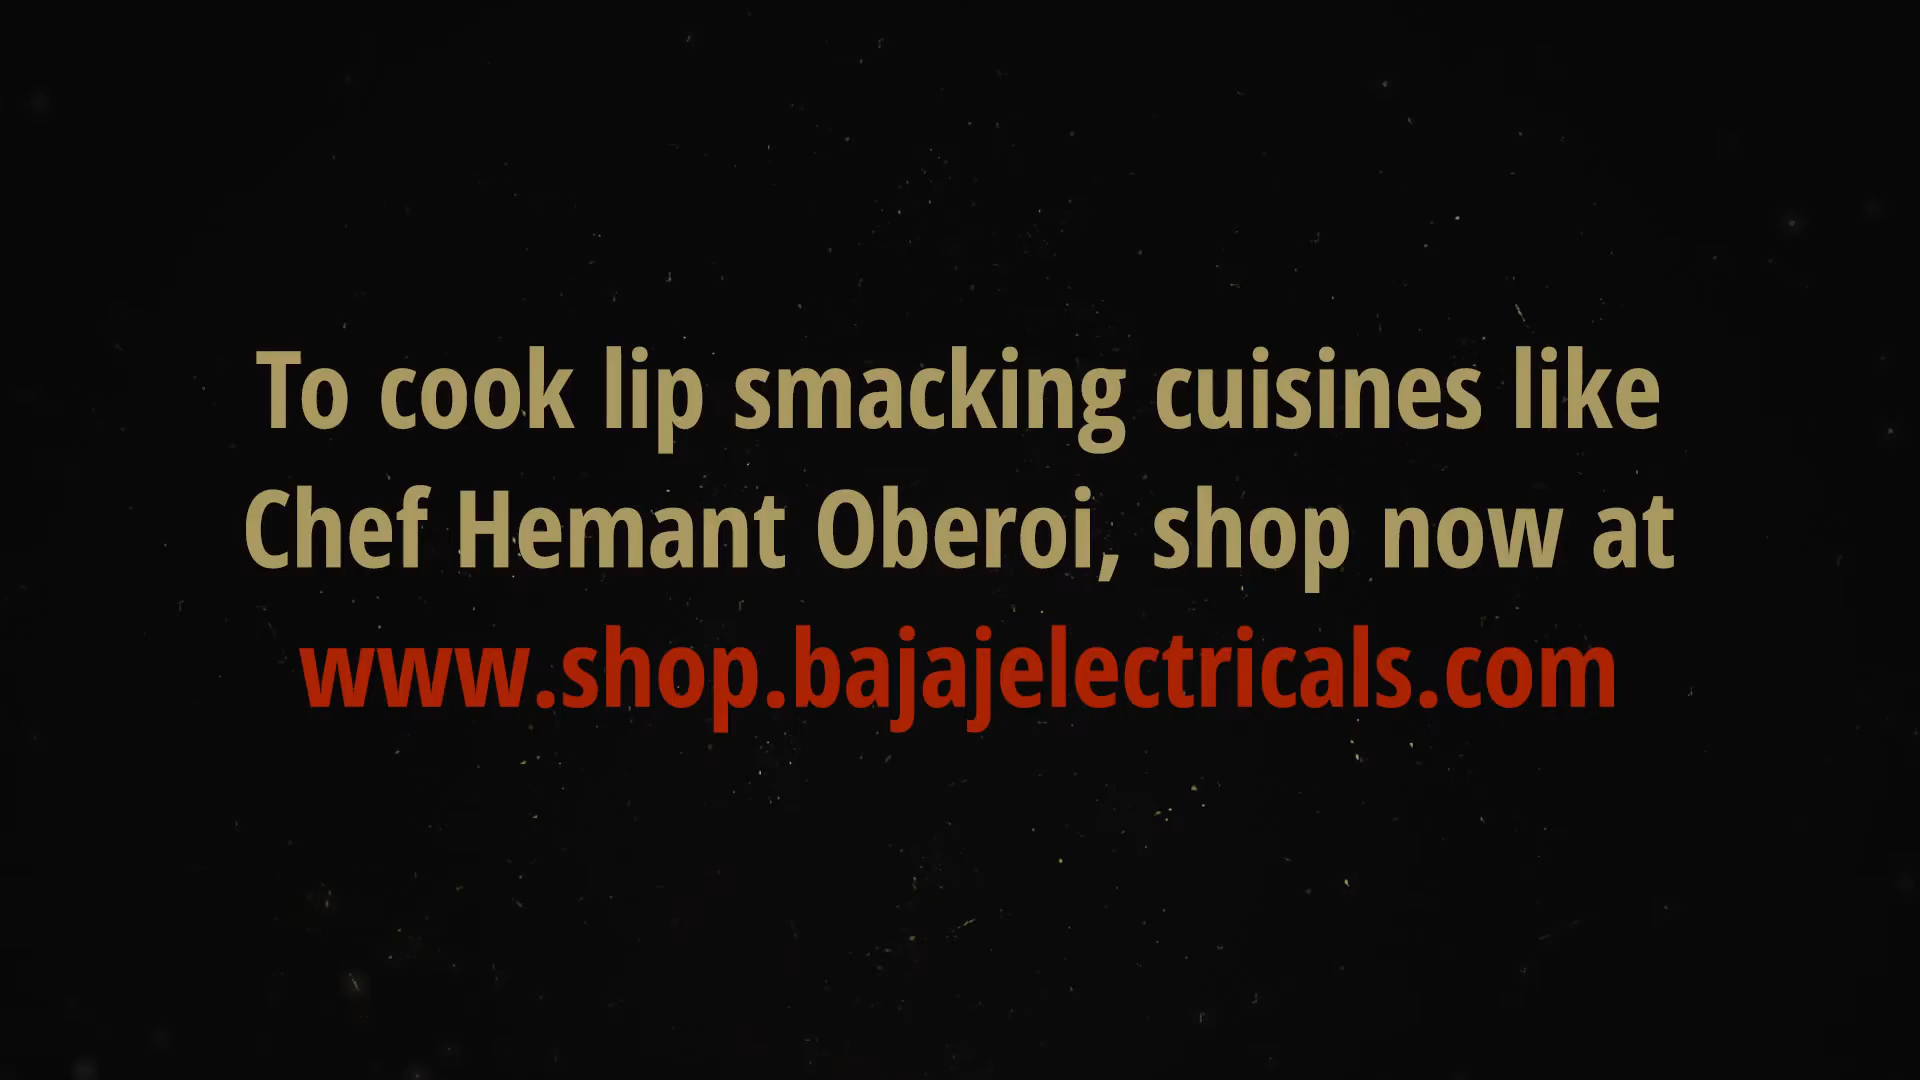 To cook lip smacking cuisines like
Chef Hemant Oberoi, shop now at
www.shop.bajajelectricals.com